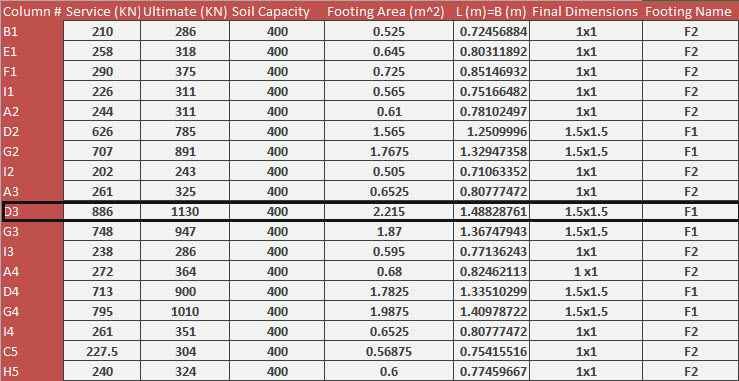 Column # Service (KN) Ultimate (KN) Soil Capacity Footing Area (m^2) L (m)=B (m) Final Dimensions Footing Name
B1 210 286 400 0.525 0.72456884 1x1 F2
E1 258 318 400 0.645 0.80311892 1x1 F2
F1 290 375 400 0.725 0.85146932 1x1 F2
I1 226 311 400 0.565 0.75166482 1x1 F2
A2 244 311 400 0.61 0.78102497 1x1 F2
D2 626 785 400 1.565 1.2509996 1.5x1.5 F1
G2 707 891 400 1.7675 1.32947358 1.5x1.5 F1
I2 202 243 400 0.505 0.71063352 1x1 F2
A3 261 325 400 0.6525 0.80777472 1x1 F2
D3 886 1130 400 2.215 1.48828761 1.5x1.5 F1
G3 748 947 400 1.87 1.36747943 1.5x1.5 F1
I3 238 286 400 0.595 0.77136243 1x1 F2
A4 272 364 400 0.68 0.82462113 1 x1 F2
D4 713 900 400 1.7825 1.33510299 1.5x1.5 F1
G4 795 1010 400 1.9875 1.40978722 1.5x1.5 F1
I4 261 351 400 0.6525 0.80777472 1x1 F2
C5 227.5 304 400 0.56875 0.75415516 1x1 F2
H5 240 324 400 0.6 0.77459667 1x1 F2